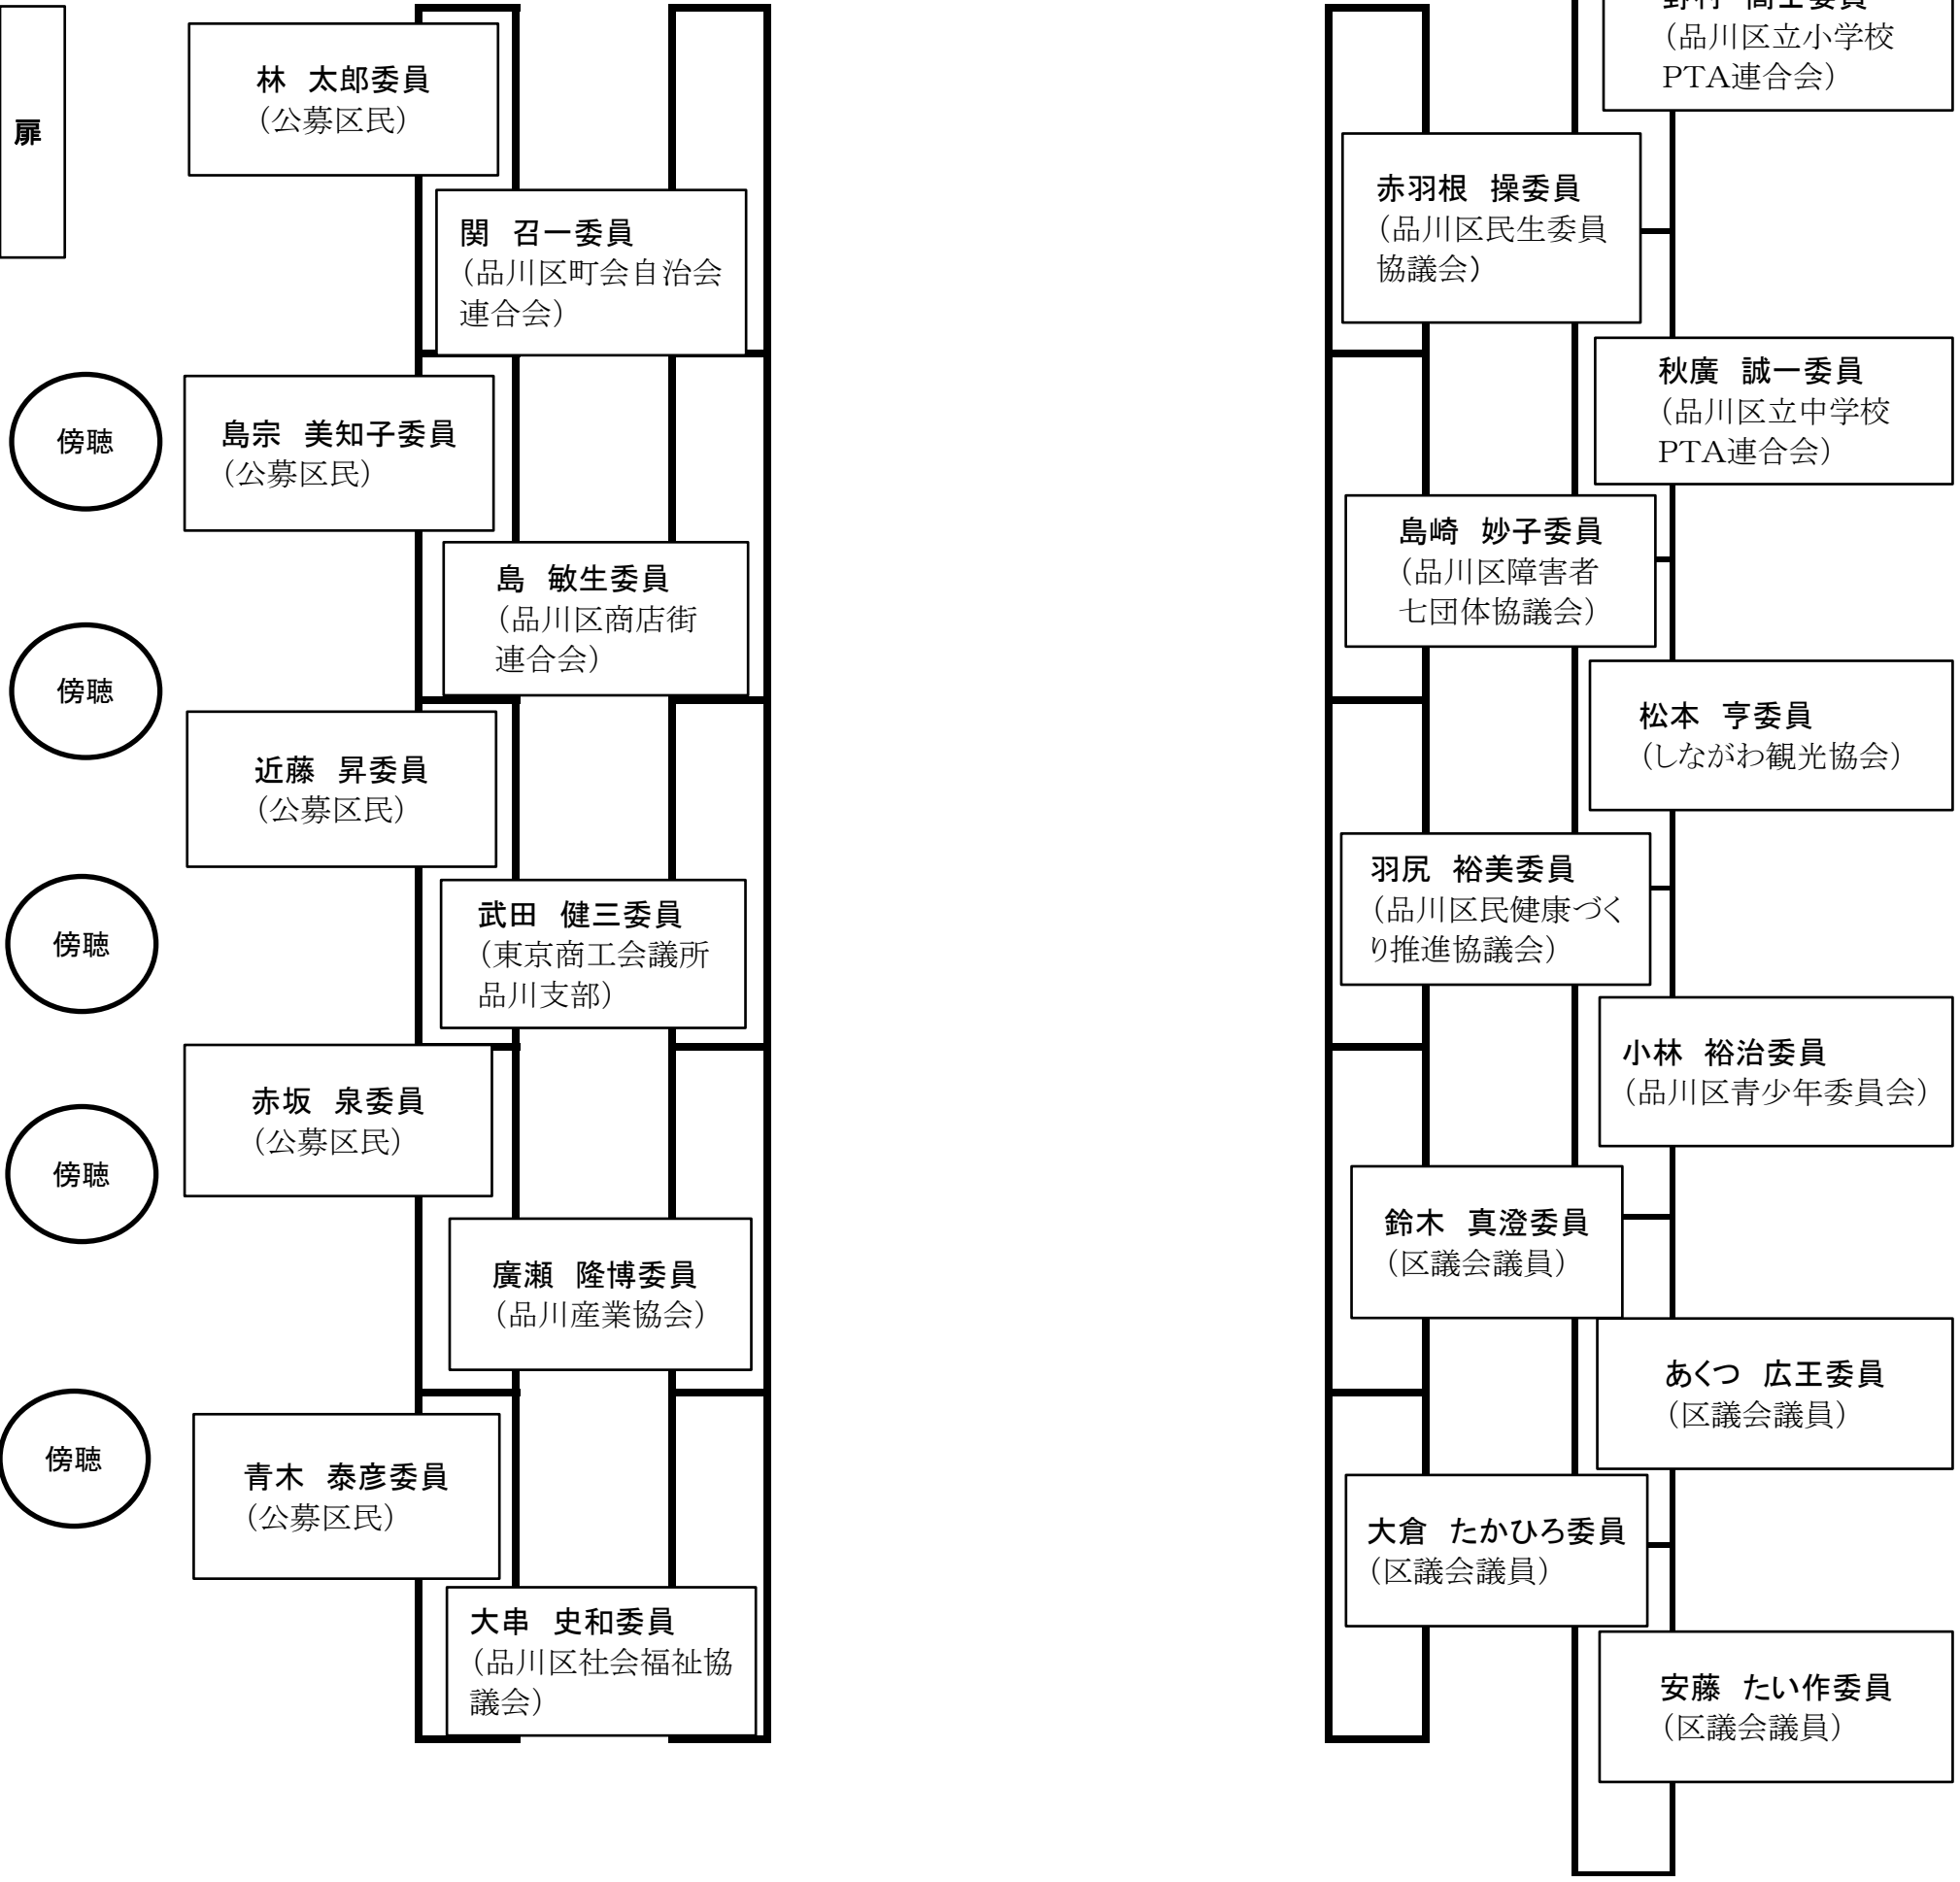 扉
林　太郎委員
（公募区民）
関　召一委員
（品川区町会自治会
連合会）
傍聴
島宗　美知子委員
（公募区民）
島　敏生委員
（品川区商店街
連合会）
傍聴
近藤　昇委員
（公募区民）
傍聴
武田　健三委員
（東京商工会議所
品川支部）
傍聴
赤坂　泉委員
（公募区民）
廣瀬　隆博委員
（品川産業協会）
傍聴
青木　泰彦委員
（公募区民）
大串　史和委員
（品川区社会福祉協
議会）
（品川区立小学校
PTA連合会）
赤羽根　操委員
（品川区民生委員
協議会）
秋廣　誠一委員
（品川区立中学校
PTA連合会）
島崎　妙子委員
（品川区障害者
七団体協議会）
松本　亨委員
（しながわ観光協会）
羽尻　裕美委員
（品川区民健康づく
り推進協議会）
小林　裕治委員
（品川区青少年委員会）
鈴木　真澄委員
（区議会議員）
あくつ　広王委員
（区議会議員）
大倉　たかひろ委員
（区議会議員）
安藤　たい作委員
（区議会議員）